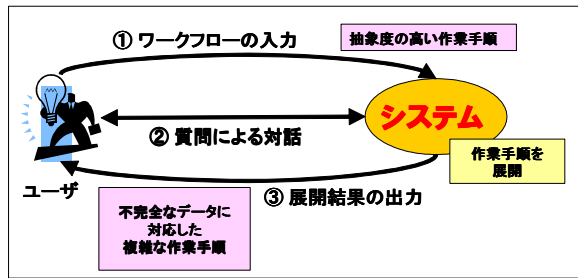 ① ワークフローの入力
抽象度の高い作業手順
システム
② 質問による対話
作業手順を
展開
ユーザ
③ 展開結果の出力
不完全なデータに
対応した
複雑な作業手順